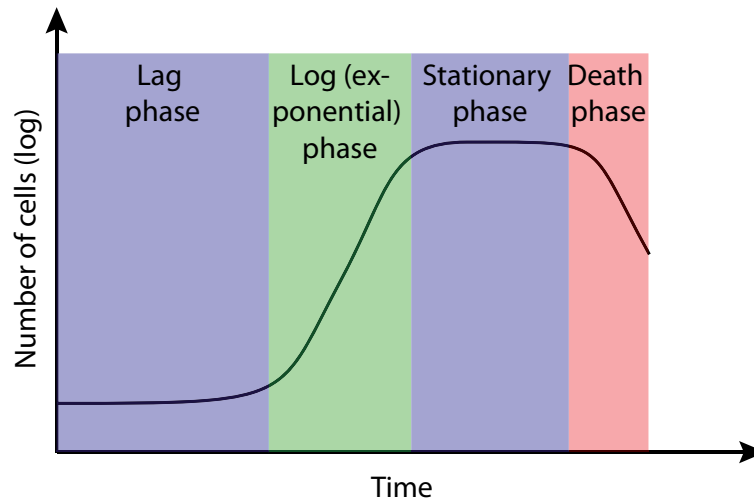 Lag
phase
Log (ex-
ponential)
phase
Stationary
phase
Death
phase
Number of cells (log)
Time